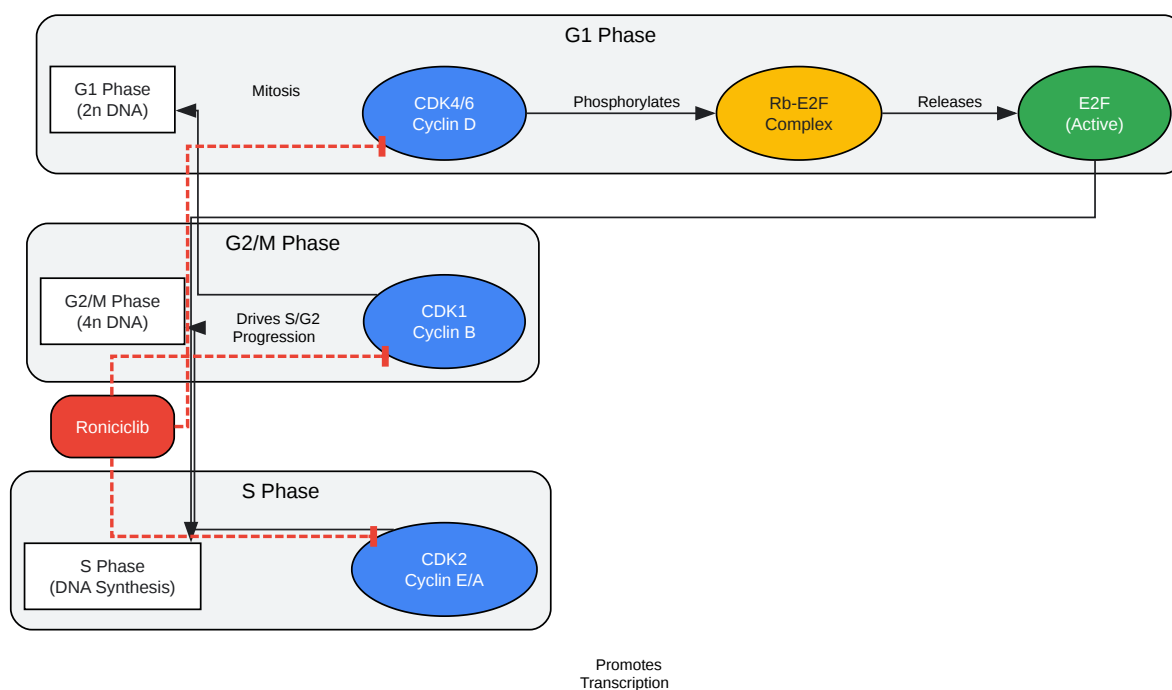 G1 Phase
G1 Phase
(2n DNA)
Mitosis
CDK4/6
Cyclin D
Phosphorylates
Rb-E2F
Complex
Releases
E2F
(Active)
G2/M Phase
G2/M Phase
(4n DNA)
Drives S/G2
Progression
CDK1
Cyclin B
Roniciclib
S Phase
S Phase
(DNA Synthesis)
CDK2
Cyclin E/A
Promotes
Transcription